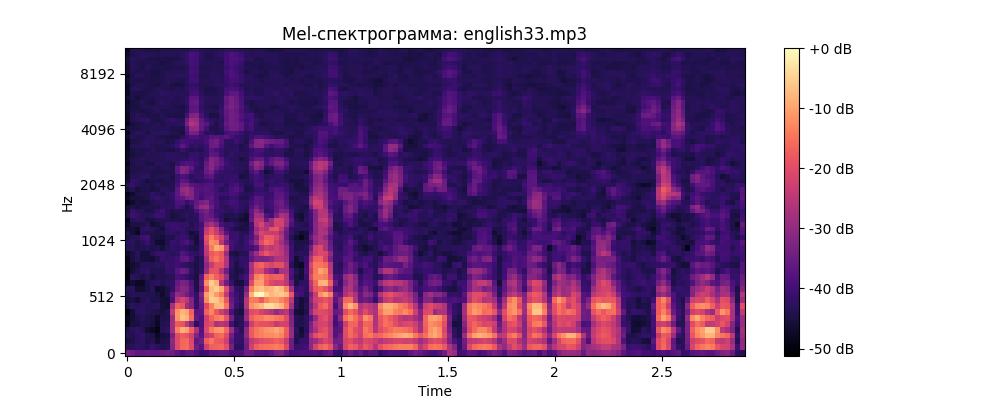 Mel-спектрограмма: english33.mp3
+0 dB
8192
-10 dB
4096
-20 dB
2048
Hz
-30 dB
1024
-40 dB
512
-50 dB
0
0 0.5 1 1.5 2 2.5
Time